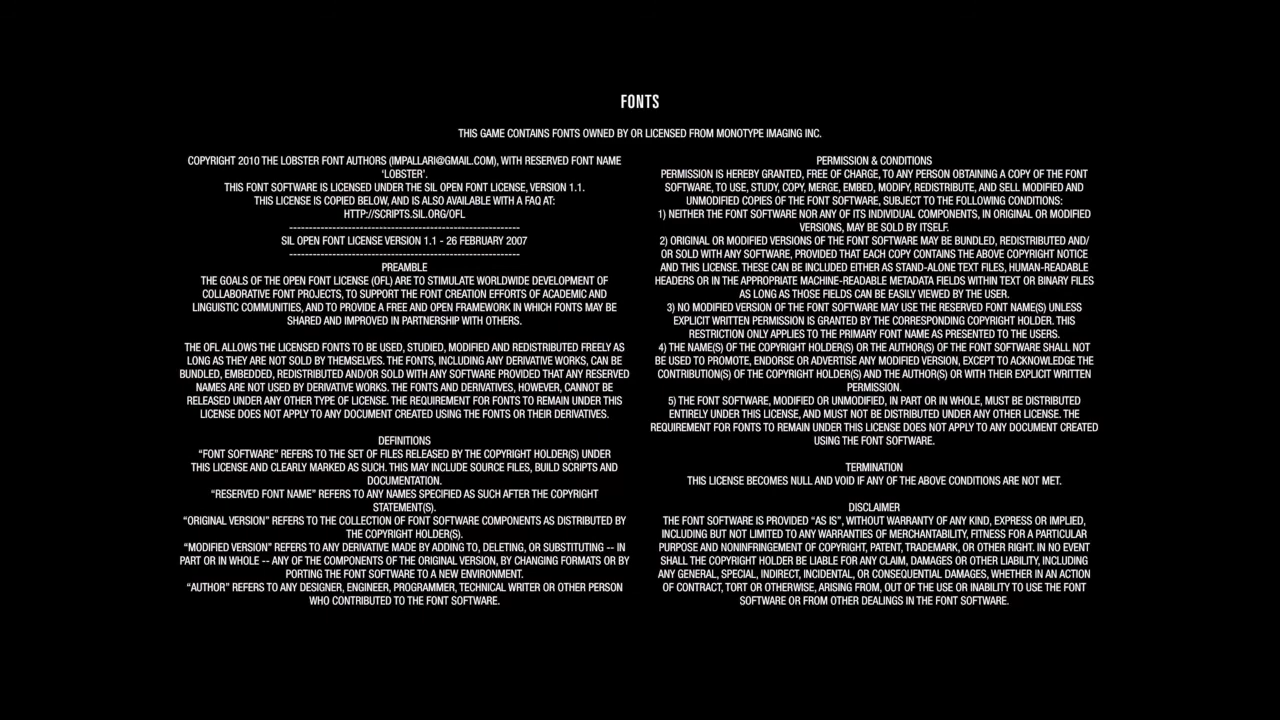 FONTS
THIS GAME CONTAINS FONTS OWNED BY OR LICENSED FROM MONOTYPE IMAGING INC.
COPYRIGHT 2010 THE LOBSTER FONT AUTHORS (IMPALLARI@GMAIL.COM), WITH RESERVED FONT NAME
‘LOBSTER’.
THIS FONT SOFTWARE IS LICENSED UNDER THE SIL OPEN FONT LICENSE, VERSION 1.1.
THIS LICENSE IS COPIED BELOW, AND IS ALSO AVAILABLE WITH A FAQ AT:
HTTP://SCRIPTS.SIL.ORG/OFL
-----------------------------------------------------------
SIL OPEN FONT LICENSE VERSION 1.1 - 26 FEBRUARY 2007
-----------------------------------------------------------
PREAMBLE
THE GOALS OF THE OPEN FONT LICENSE (OFL) ARE TO STIMULATE WORLDWIDE DEVELOPMENT OF
COLLABORATIVE FONT PROJECTS, TO SUPPORT THE FONT CREATION EFFORTS OF ACADEMIC AND
LINGUISTIC COMMUNITIES, AND TO PROVIDE A FREE AND OPEN FRAMEWORK IN WHICH FONTS MAY BE
SHARED AND IMPROVED IN PARTNERSHIP WITH OTHERS.
THE OFL ALLOWS THE LICENSED FONTS TO BE USED, STUDIED, MODIFIED AND REDISTRIBUTED FREELY AS
LONG AS THEY ARE NOT SOLD BY THEMSELVES. THE FONTS, INCLUDING ANY DERIVATIVE WORKS, CAN BE
BUNDLED, EMBEDDED, REDISTRIBUTED AND/OR SOLD WITH ANY SOFTWARE PROVIDED THAT ANY RESERVED
NAMES ARE NOT USED BY DERIVATIVE WORKS. THE FONTS AND DERIVATIVES, HOWEVER, CANNOT BE
RELEASED UNDER ANY OTHER TYPE OF LICENSE. THE REQUIREMENT FOR FONTS TO REMAIN UNDER THIS
LICENSE DOES NOT APPLY TO ANY DOCUMENT CREATED USING THE FONTS OR THEIR DERIVATIVES.
DEFINITIONS
“FONT SOFTWARE” REFERS TO THE SET OF FILES RELEASED BY THE COPYRIGHT HOLDER(S) UNDER
THIS LICENSE AND CLEARLY MARKED AS SUCH. THIS MAY INCLUDE SOURCE FILES, BUILD SCRIPTS AND
DOCUMENTATION.
“RESERVED FONT NAME” REFERS TO ANY NAMES SPECIFIED AS SUCH AFTER THE COPYRIGHT
STATEMENT(S).
“ORIGINAL VERSION” REFERS TO THE COLLECTION OF FONT SOFTWARE COMPONENTS AS DISTRIBUTED BY
THE COPYRIGHT HOLDER(S).
“MODIFIED VERSION” REFERS TO ANY DERIVATIVE MADE BY ADDING TO, DELETING, OR SUBSTITUTING -- IN
PART OR IN WHOLE -- ANY OF THE COMPONENTS OF THE ORIGINAL VERSION, BY CHANGING FORMATS OR BY
PORTING THE FONT SOFTWARE TO A NEW ENVIRONMENT.
“AUTHOR” REFERS TO ANY DESIGNER, ENGINEER, PROGRAMMER, TECHNICAL WRITER OR OTHER PERSON
WHO CONTRIBUTED TO THE FONT SOFTWARE.
PERMISSION & CONDITIONS
PERMISSION IS HEREBY GRANTED, FREE OF CHARGE, TO ANY PERSON OBTAINING A COPY OF THE FONT
SOFTWARE, TO USE, STUDY, COPY, MERGE, EMBED, MODIFY, REDISTRIBUTE, AND SELL MODIFIED AND
UNMODIFIED COPIES OF THE FONT SOFTWARE, SUBJECT TO THE FOLLOWING CONDITIONS:
1) NEITHER THE FONT SOFTWARE NOR ANY OF ITS INDIVIDUAL COMPONENTS, IN ORIGINAL OR MODIFIED
VERSIONS, MAY BE SOLD BY ITSELF.
2) ORIGINAL OR MODIFIED VERSIONS OF THE FONT SOFTWARE MAY BE BUNDLED, REDISTRIBUTED AND/
OR SOLD WITH ANY SOFTWARE, PROVIDED THAT EACH COPY CONTAINS THE ABOVE COPYRIGHT NOTICE
AND THIS LICENSE. THESE CAN BE INCLUDED EITHER AS STAND-ALONE TEXT FILES, HUMAN-READABLE
HEADERS OR IN THE APPROPRIATE MACHINE-READABLE METADATA FIELDS WITHIN TEXT OR BINARY FILES
AS LONG AS THOSE FIELDS CAN BE EASILY VIEWED BY THE USER.
3) NO MODIFIED VERSION OF THE FONT SOFTWARE MAY USE THE RESERVED FONT NAME(S) UNLESS
EXPLICIT WRITTEN PERMISSION IS GRANTED BY THE CORRESPONDING COPYRIGHT HOLDER. THIS
RESTRICTION ONLY APPLIES TO THE PRIMARY FONT NAME AS PRESENTED TO THE USERS.
4) THE NAME(S) OF THE COPYRIGHT HOLDER(S) OR THE AUTHOR(S) OF THE FONT SOFTWARE SHALL NOT
BE USED TO PROMOTE, ENDORSE OR ADVERTISE ANY MODIFIED VERSION, EXCEPT TO ACKNOWLEDGE THE
CONTRIBUTION(S) OF THE COPYRIGHT HOLDER(S) AND THE AUTHOR(S) OR WITH THEIR EXPLICIT WRITTEN
PERMISSION.
5) THE FONT SOFTWARE, MODIFIED OR UNMODIFIED, IN PART OR IN WHOLE, MUST BE DISTRIBUTED
ENTIRELY UNDER THIS LICENSE, AND MUST NOT BE DISTRIBUTED UNDER ANY OTHER LICENSE. THE
REQUIREMENT FOR FONTS TO REMAIN UNDER THIS LICENSE DOES NOT APPLY TO ANY DOCUMENT CREATED
USING THE FONT SOFTWARE.
TERMINATION
THIS LICENSE BECOMES NULL AND VOID IF ANY OF THE ABOVE CONDITIONS ARE NOT MET.
DISCLAIMER
THE FONT SOFTWARE IS PROVIDED “AS IS”, WITHOUT WARRANTY OF ANY KIND, EXPRESS OR IMPLIED,
INCLUDING BUT NOT LIMITED TO ANY WARRANTIES OF MERCHANTABILITY, FITNESS FOR A PARTICULAR
PURPOSE AND NONINFRINGEMENT OF COPYRIGHT, PATENT, TRADEMARK, OR OTHER RIGHT. IN NO EVENT
SHALL THE COPYRIGHT HOLDER BE LIABLE FOR ANY CLAIM, DAMAGES OR OTHER LIABILITY, INCLUDING
ANY GENERAL, SPECIAL, INDIRECT, INCIDENTAL, OR CONSEQUENTIAL DAMAGES, WHETHER IN AN ACTION
OF CONTRACT, TORT OR OTHERWISE, ARISING FROM, OUT OF THE USE OR INABILITY TO USE THE FONT
SOFTWARE OR FROM OTHER DEALINGS IN THE FONT SOFTWARE.